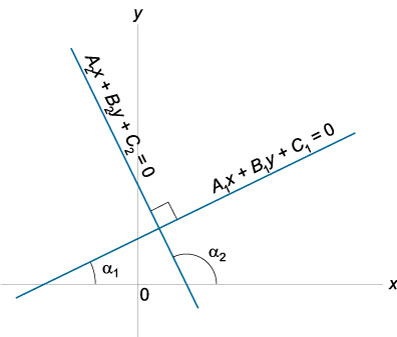 y
A₂x + B₂y + C₂ = 0
A₁x + B₁y + C₁ = 0
α₁
α₂
0
x